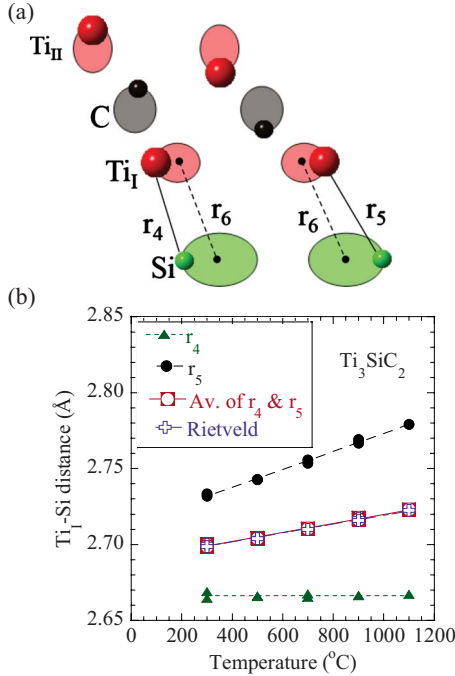 (a)
Ti_II
C
Ti_I
r_4 r_6 r_6 r_5
Si
(b)
2.85
r_4
r_5
Av. of r_4 & r_5
Rietveld
Ti_3SiC_2
2.80
2.75
2.70
2.65
Ti_I-Si distance (Å)
0 200 400 600 800 1000 1200
Temperature (°C)